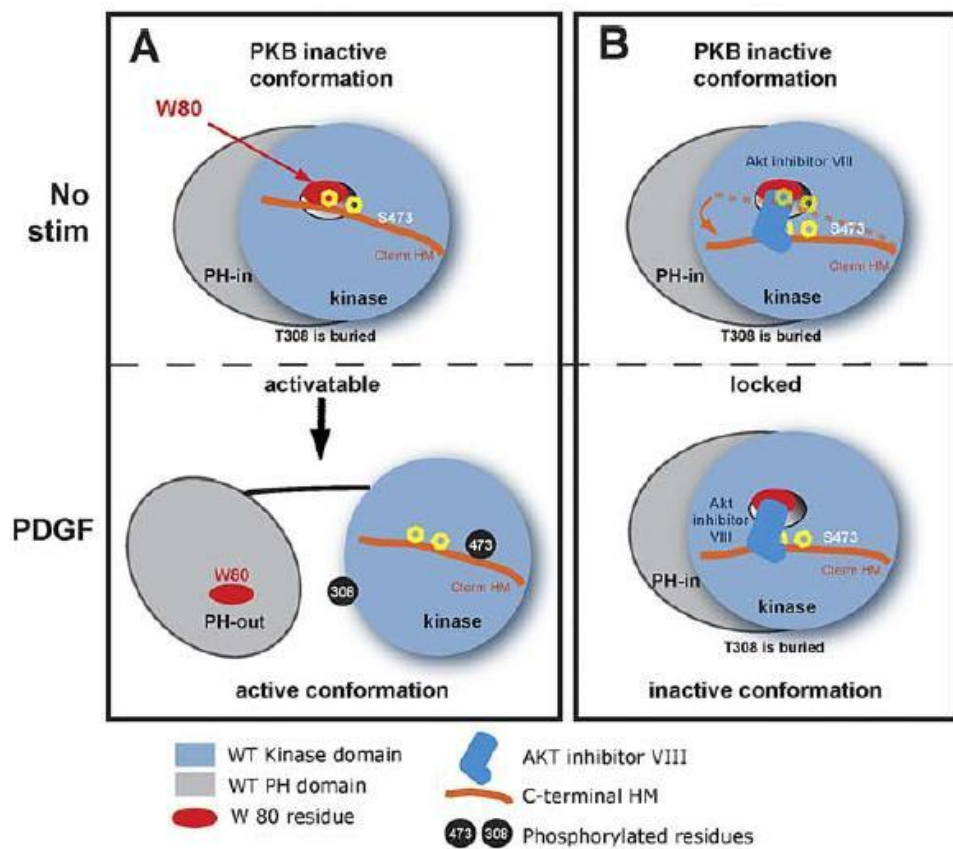 A
PKB inactive
conformation
W80
No
stim
S473
Cterm HM
PH-in
kinase
T308 is buried
activatable
B
PKB inactive
conformation
Akt inhibitor VIII
S473
Cterm HM
PH-in
kinase
T308 is buried
locked
PDGF
W80
PH-out
308
473
Cterm HM
kinase
active conformation
Akt
inhibitor
VIII
S473
Cterm HM
PH-in
kinase
T308 is buried
inactive conformation
WT Kinase domain
WT PH domain
W 80 residue
AKT inhibitor VIII
C-terminal HM
473 308 Phosphorylated residues